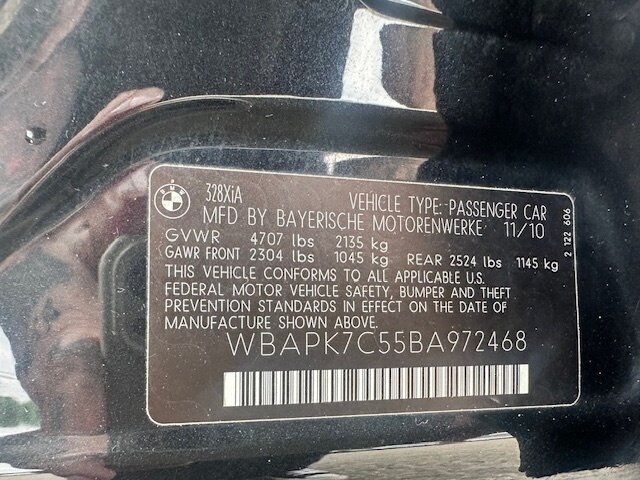 BMW
328XiA
VEHICLE TYPE: PASSENGER CAR
MFD BY BAYERISCHE MOTORENWERKE 11/10
GVWR 4707 lbs 2135 kg
GAWR FRONT 2304 lbs 1045 kg REAR 2524 lbs 1145 kg
THIS VEHICLE CONFORMS TO ALL APPLICABLE U.S.
FEDERAL MOTOR VEHICLE SAFETY, BUMPER AND THEFT
PREVENTION STANDARDS IN EFFECT ON THE DATE OF
MANUFACTURE SHOWN ABOVE.
WBAPK7C55BA972468
2 122 606